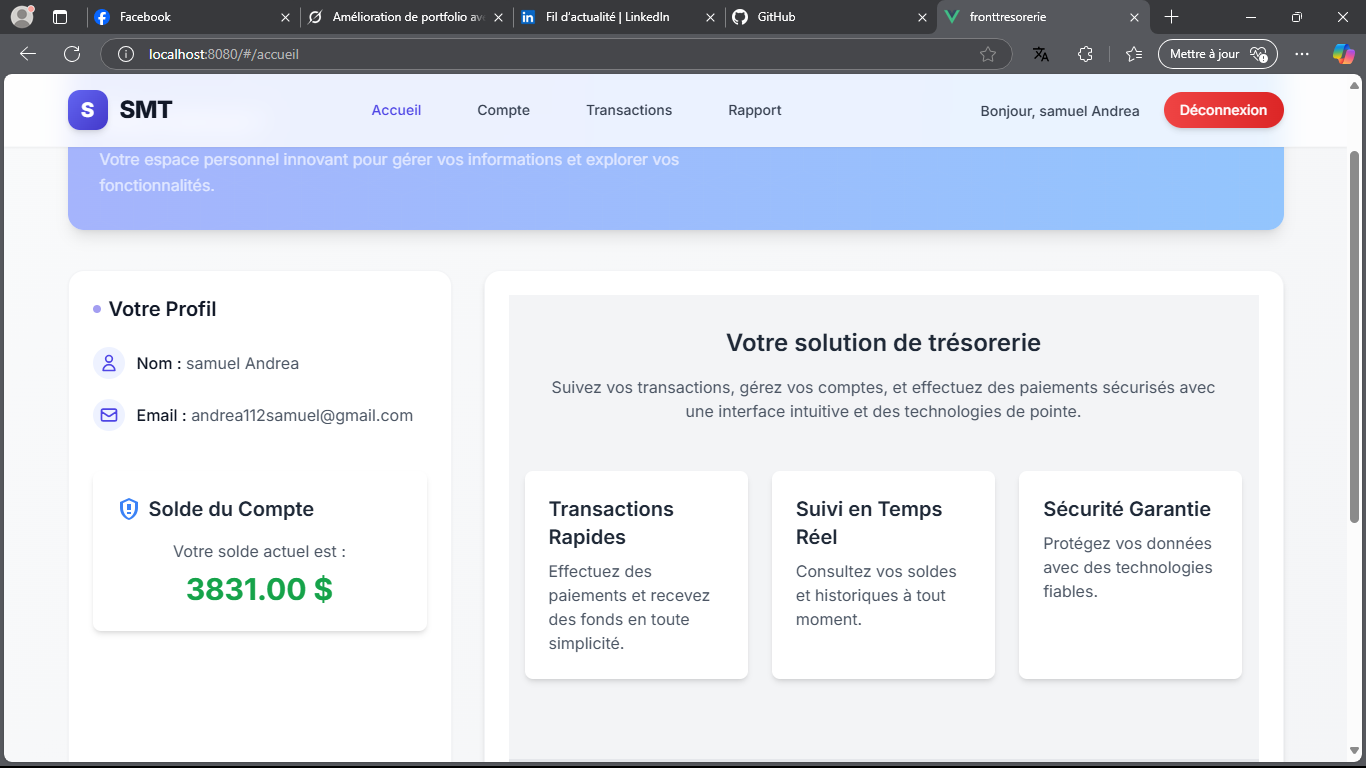 Facebook
Amélioration de portfolio av
Fil d'actualité | LinkedIn
GitHub
fronttresorerie
localhost:8080/#/accueil
Mettre à jour
S SMT
Accueil
Compte
Transactions
Rapport
Bonjour, samuel Andrea
Déconnexion
Votre espace personnel innovant pour gérer vos informations et explorer vos
fonctionnalités.
Votre Profil
Nom : samuel Andrea
Email : andrea112samuel@gmail.com
Solde du Compte
Votre solde actuel est :
3831.00 $
Votre solution de trésorerie
Suivez vos transactions, gérez vos comptes, et effectuez des paiements sécurisés avec
une interface intuitive et des technologies de pointe.
Transactions
Rapides
Effectuez des
paiements et recevez
des fonds en toute
simplicité.
Suivi en Temps
Réel
Consultez vos soldes
et historiques à tout
moment.
Sécurité Garantie
Protégez vos données
avec des technologies
fiables.